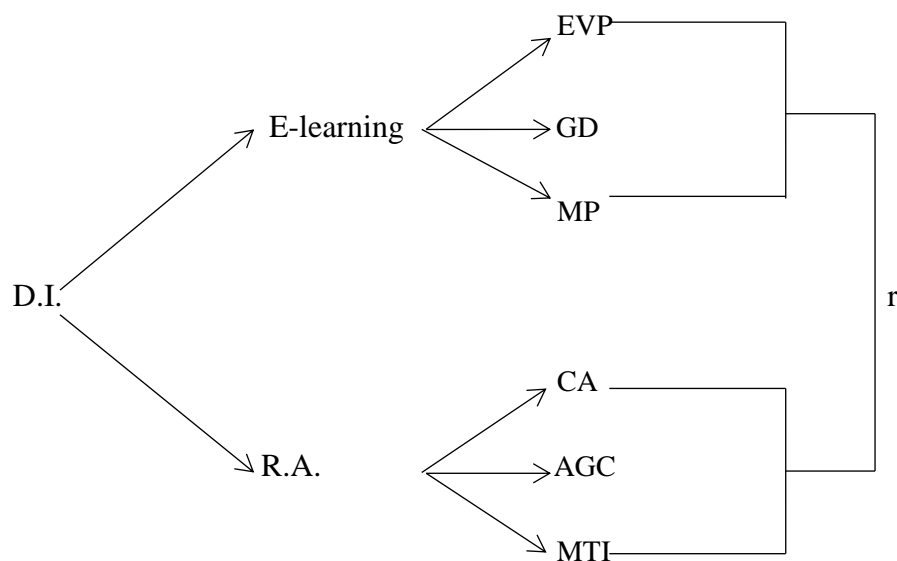 EVP
E-learning
GD
MP
D.I.
r
CA
R.A.
AGC
MTI